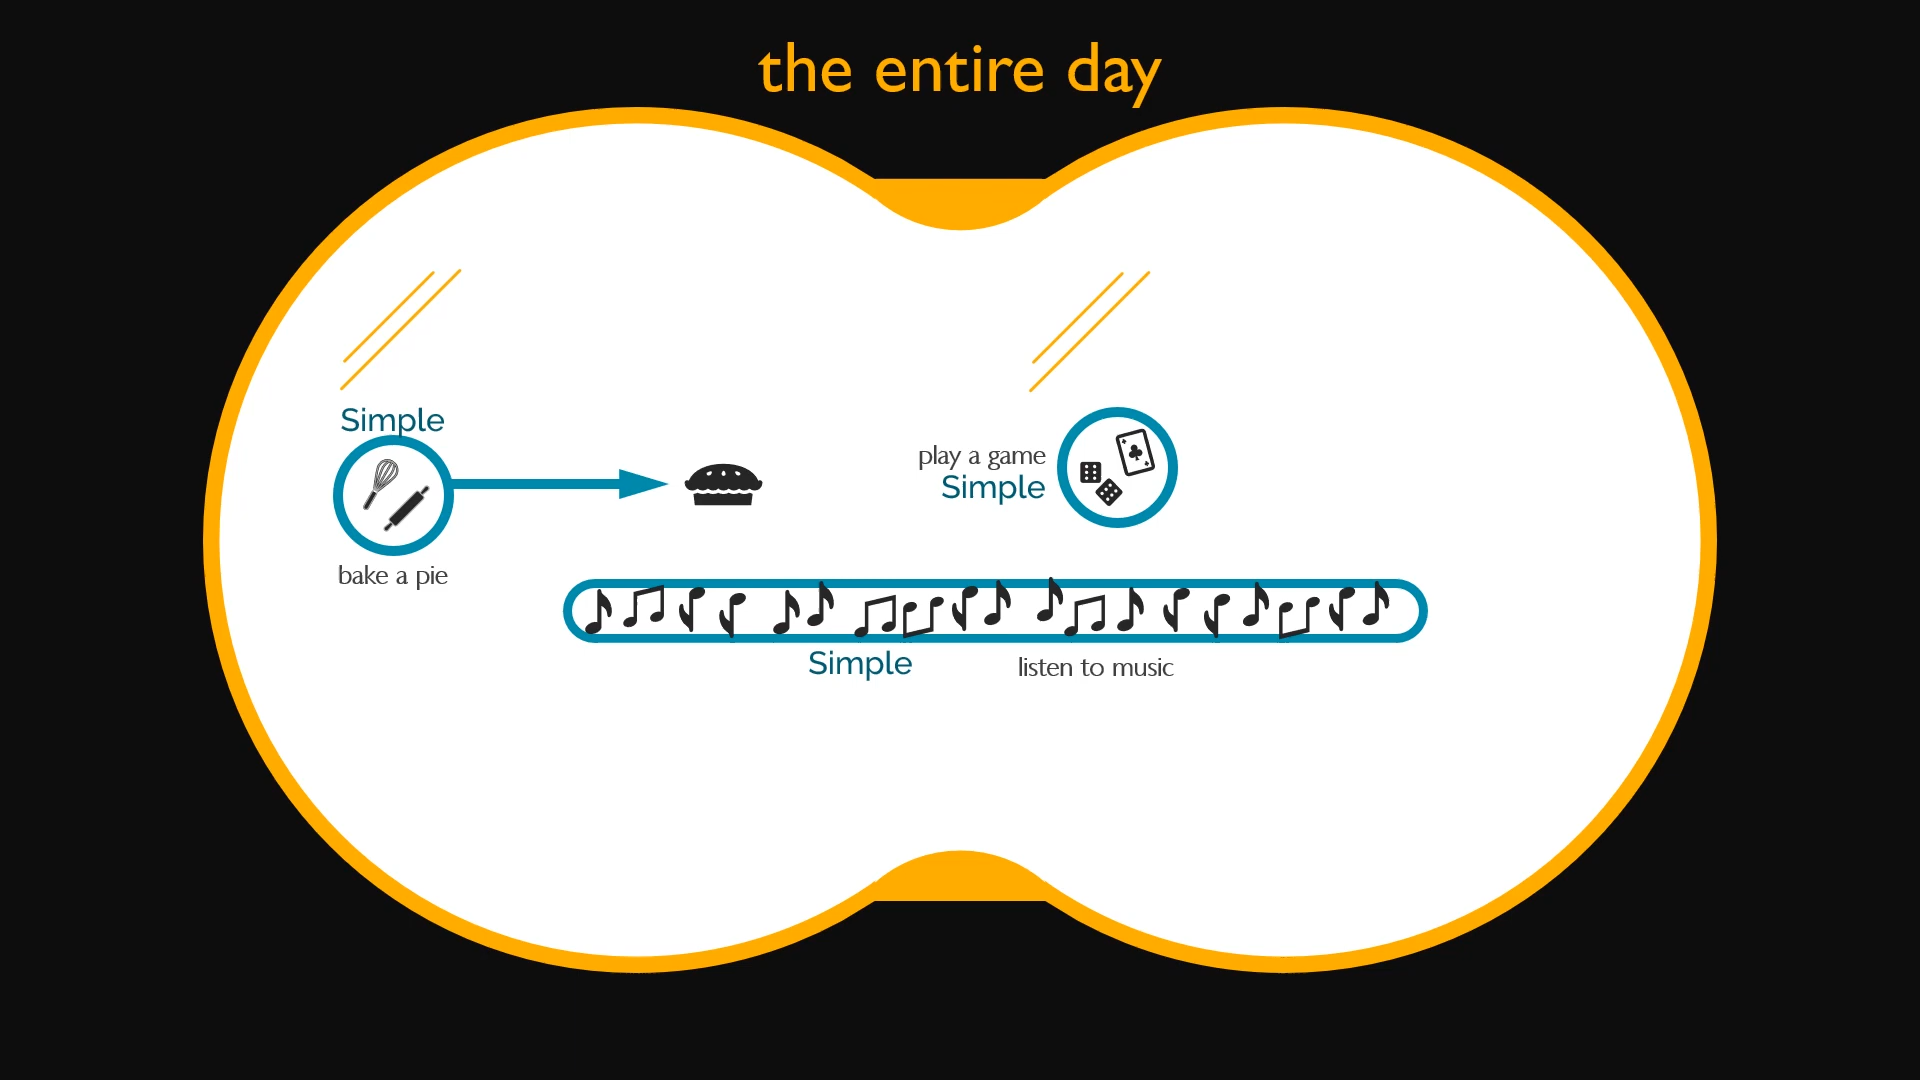 the entire day
Simple
bake a pie
play a game
Simple
Simple
listen to music